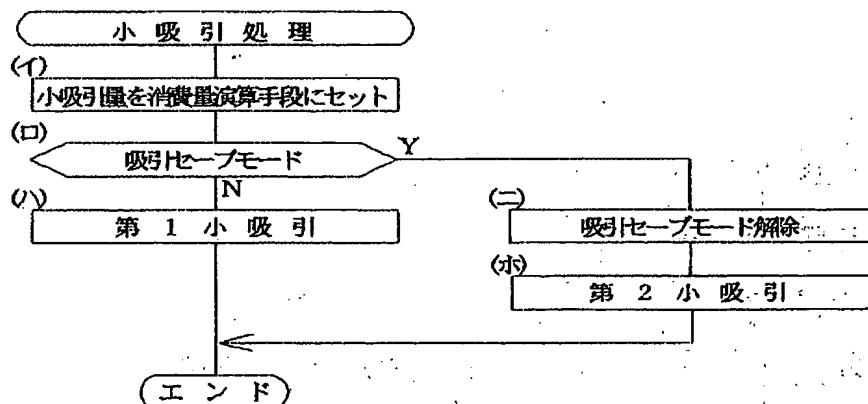 小吸引処理
(イ)
小吸引量を消費量演算手段にセット
(ロ)
吸引セーブモード
Y
N
(ハ)
第1小吸引
(ニ)
吸引セーブモード解除
(ホ)
第2小吸引
エンド